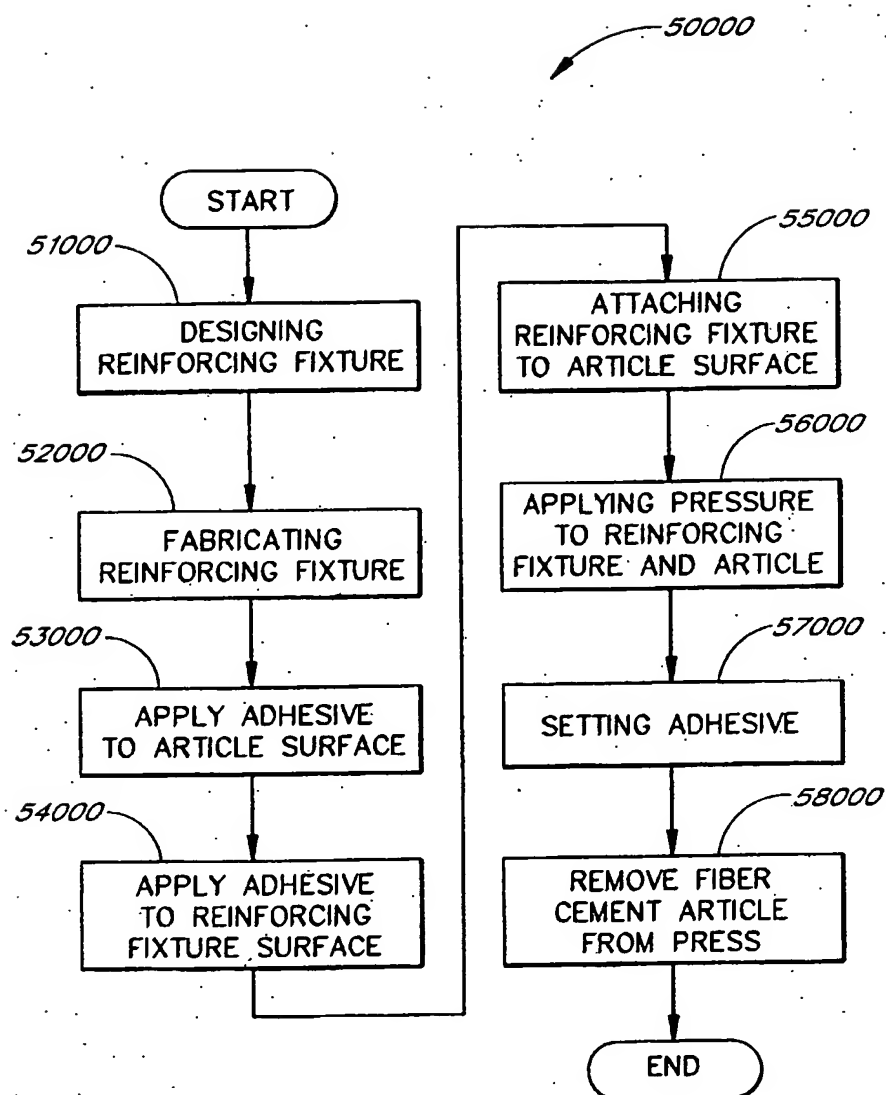 50000
START
51000
DESIGNING
REINFORCING FIXTURE
52000
FABRICATING
REINFORCING FIXTURE
53000
APPLY ADHESIVE
TO ARTICLE SURFACE
54000
APPLY ADHESIVE
TO REINFORCING
FIXTURE SURFACE
55000
ATTACHING
REINFORCING FIXTURE
TO ARTICLE SURFACE
56000
APPLYING PRESSURE
TO REINFORCING
FIXTURE AND ARTICLE
57000
SETTING ADHESIVE
58000
REMOVE FIBER
CEMENT ARTICLE
FROM PRESS
END